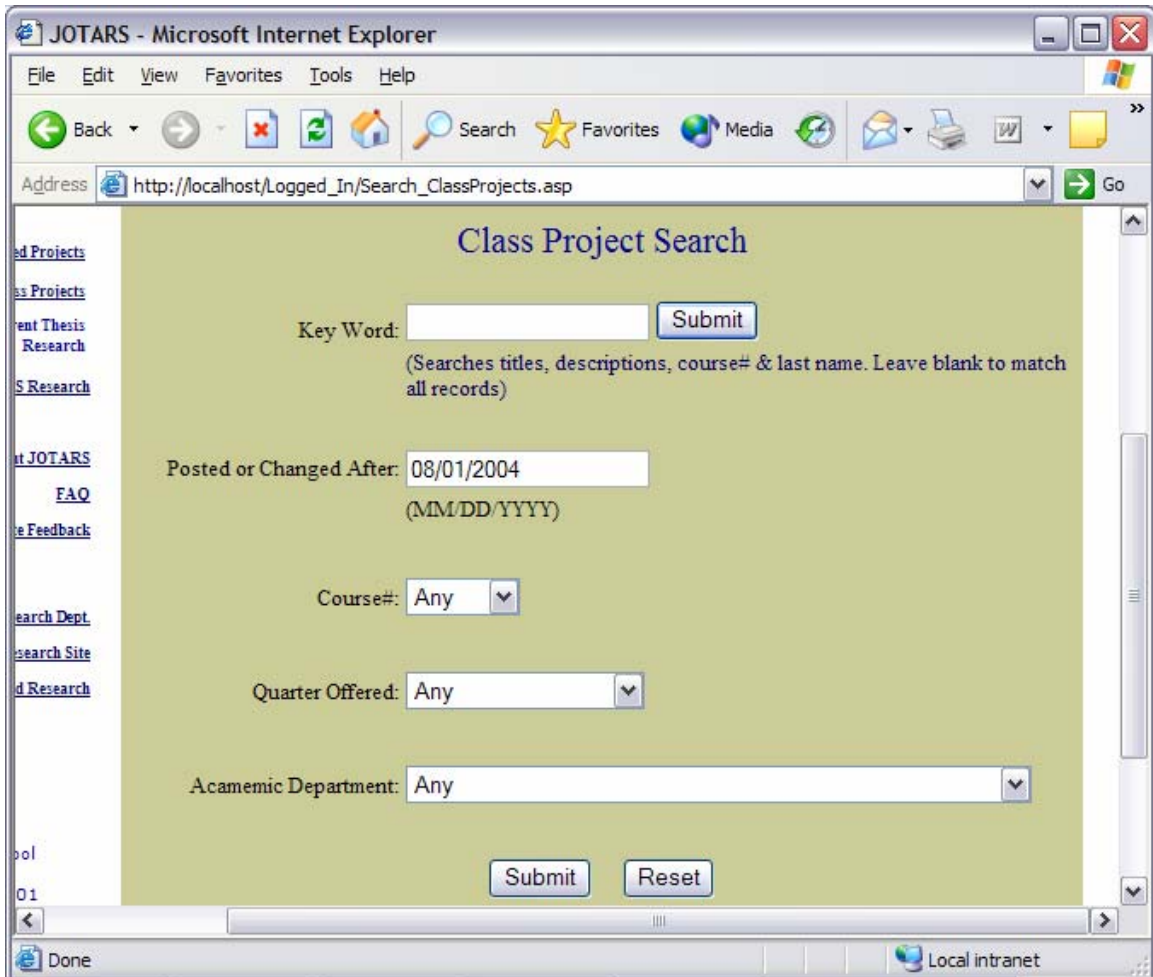 JOTARS - Microsoft Internet Explorer
File Edit View Favorites Tools Help
Back Search Favorites Media »
Address http://localhost/Logged_In/Search_ClassProjects.asp Go
Class Project Search
Key Word: Submit
(Searches titles, descriptions, course# & last name. Leave blank to match
all records)
Posted or Changed After: 08/01/2004
(MM/DD/YYYY)
Course#: Any
Quarter Offered: Any
Acamemic Department: Any
Submit Reset
ed Projects
ss Projects
ent Thesis
Research
S Research
ut JOTARS
FAQ
te Feedback
earch Dept.
search Site
d Research
ool
01
Done Local intranet